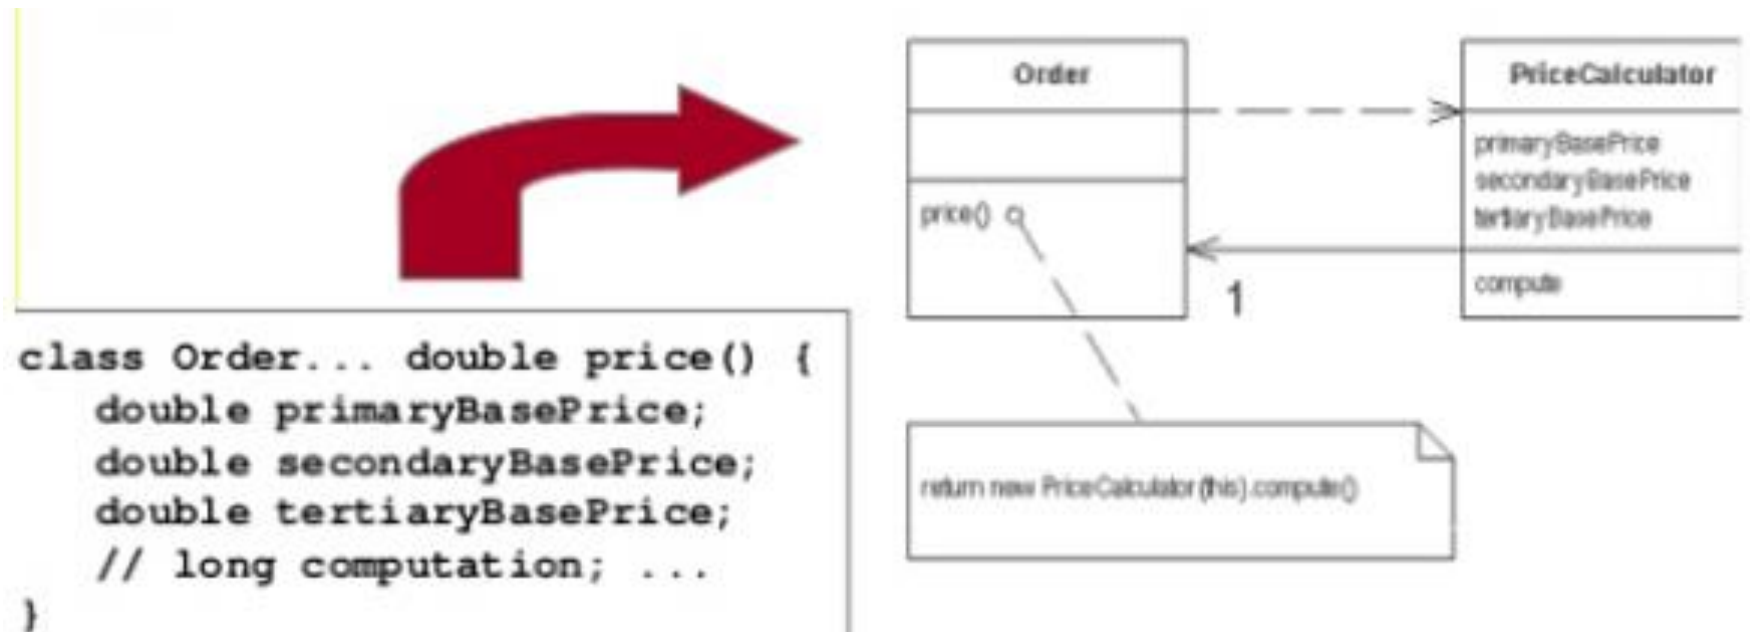 class Order... double price() {
double primaryBasePrice;
double secondaryBasePrice;
double tertiaryBasePrice;
// long computation; ...
}
Order
price()
PriceCalculator
primaryBasePrice
secondaryBasePrice
tertiaryBasePrice
compute
1
return new PriceCalculator(this).compute()